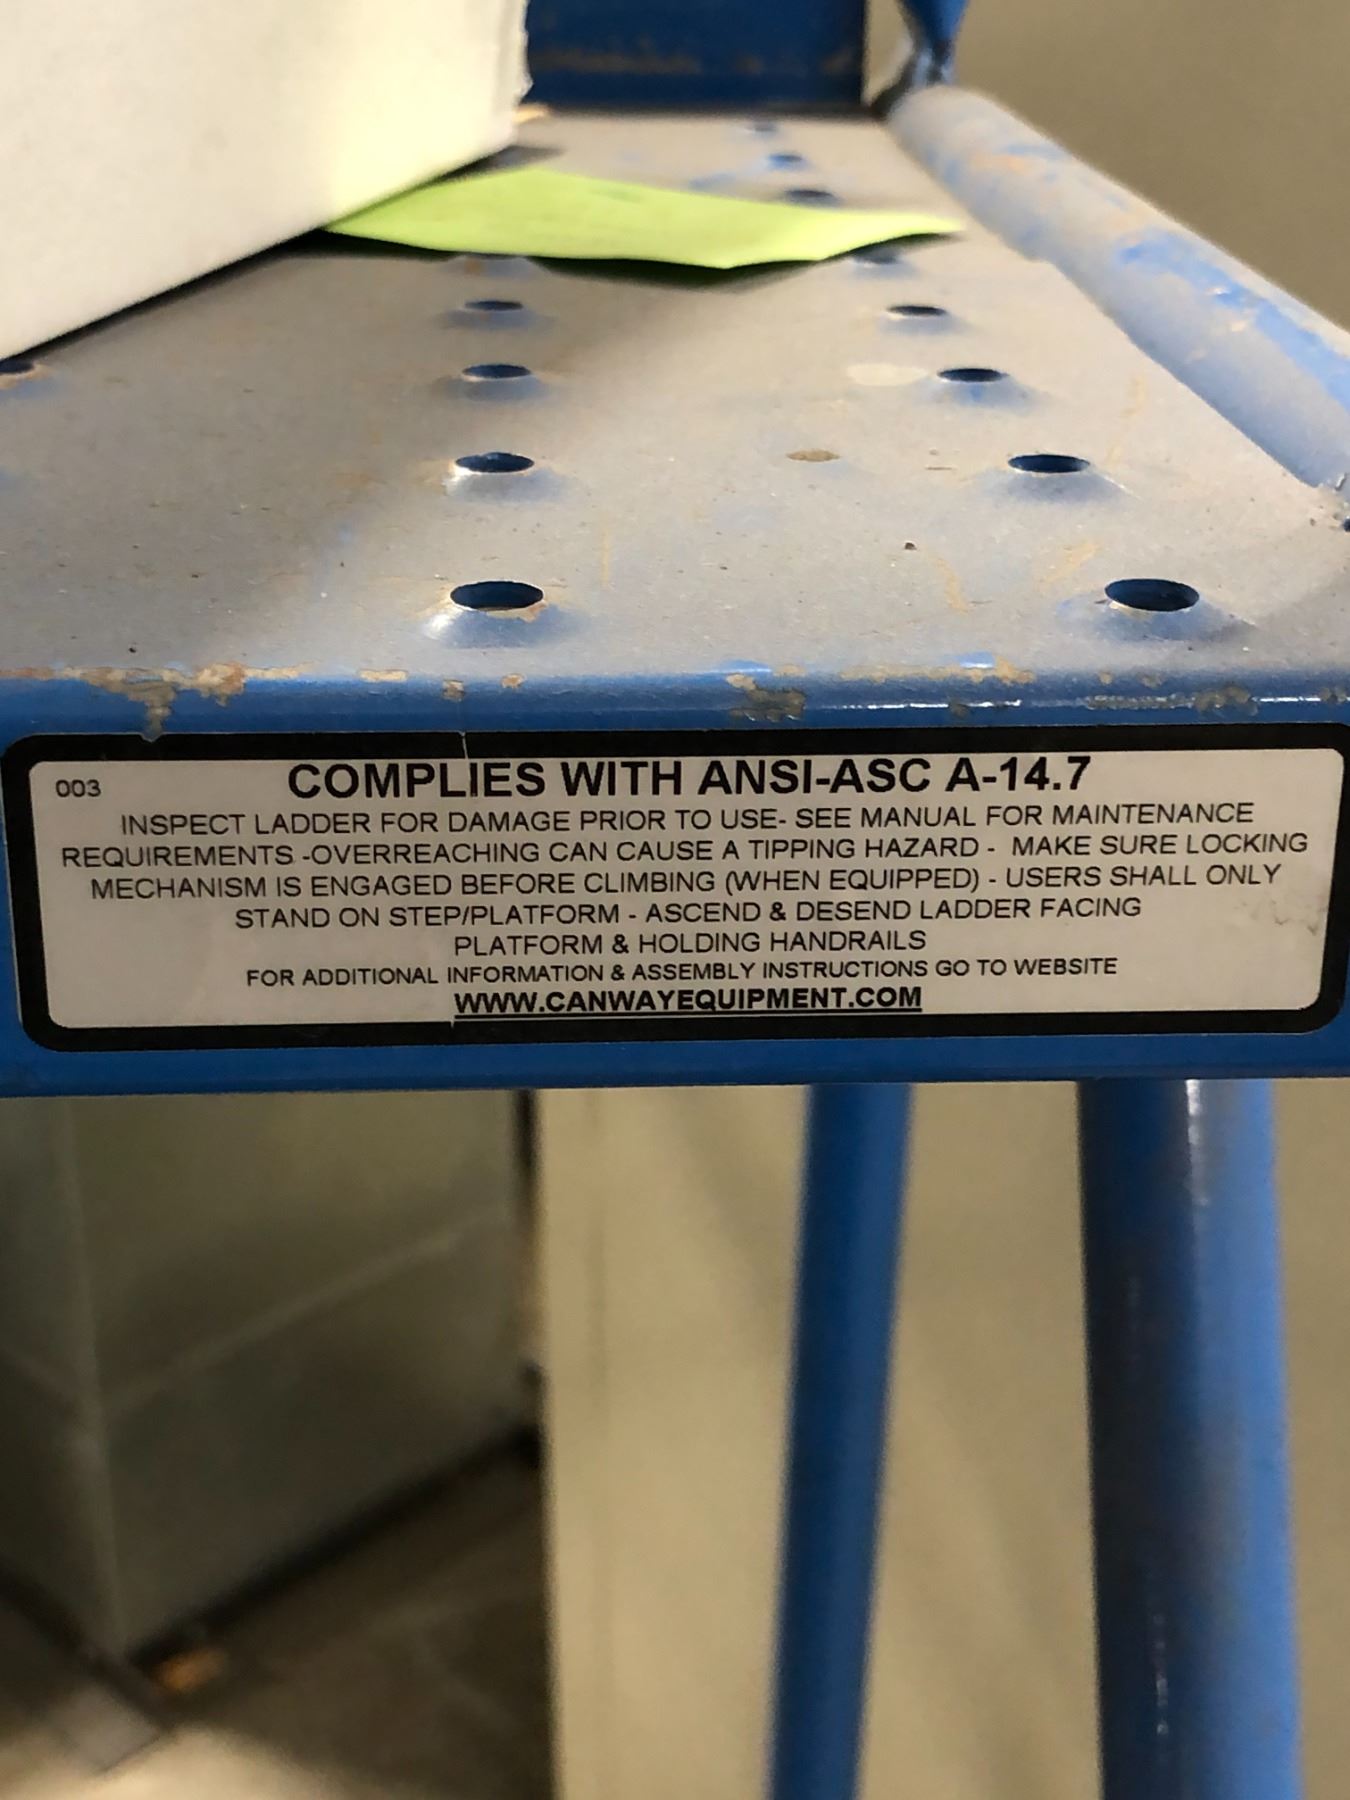 003
COMPLIES WITH ANSI-ASC A-14.7
INSPECT LADDER FOR DAMAGE PRIOR TO USE- SEE MANUAL FOR MAINTENANCE
REQUIREMENTS -OVERREACHING CAN CAUSE A TIPPING HAZARD - MAKE SURE LOCKING
MECHANISM IS ENGAGED BEFORE CLIMBING (WHEN EQUIPPED) - USERS SHALL ONLY
STAND ON STEP/PLATFORM - ASCEND & DESEND LADDER FACING
PLATFORM & HOLDING HANDRAILS
FOR ADDITIONAL INFORMATION & ASSEMBLY INSTRUCTIONS GO TO WEBSITE
WWW.CANWAYEQUIPMENT.COM